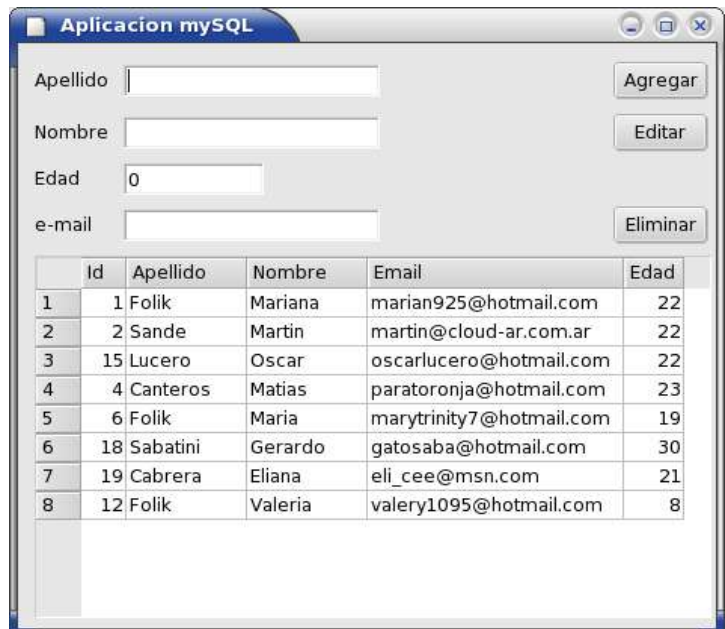 Aplicacion mySQL
Apellido Agregar
Nombre Editar
Edad 0
e-mail Eliminar
Id Apellido Nombre Email Edad
1 1 Folik Mariana marian925@hotmail.com 22
2 2 Sande Martin martin@cloud-ar.com.ar 22
3 15 Lucero Oscar oscarlucero@hotmail.com 22
4 4 Canteros Matias paratoronja@hotmail.com 23
5 6 Folik Maria marytrinity7@hotmail.com 19
6 18 Sabatini Gerardo gatosaba@hotmail.com 30
7 19 Cabrera Eliana eli_cee@msn.com 21
8 12 Folik Valeria valery1095@hotmail.com 8